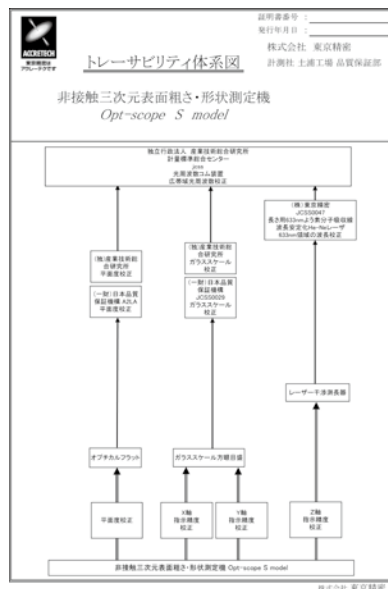 証明書番号 :
発行年月日 :
ACCRETECH
東京精密は
アクレーテクです
トレーサビリティ体系図
株式会社 東京精密
計測社 土浦工場 品質保証部
非接触三次元表面粗さ・形状測定機
Opt-scope S model
独立行政法人 産業技術総合研究所
計量標準総合センター
jcss
光周波数コム装置
広帯域光周波数校正
(株)東京精密
JCSS0047
長さ用633nmよう素分子吸収線
波長安定化He-Neレーザ
633nm領域の波長校正
(独)産業技術総
合研究所
平面度校正
(独)産業技術総
合研究所
ガラススケール
校正
(一財)日本品質
保証機構 A2LA
平面度校正
(一財)日本品質
保証機構
JCSS0029
ガラススケール
校正
レーザー干渉測長器
オプチカルフラット
ガラススケール方眼目盛
平面度校正
X軸
指示精度
校正
Y軸
指示精度
校正
Z軸
指示精度
校正
非接触三次元表面粗さ・形状測定機 Opt-scope S model
株式会社 東京精密